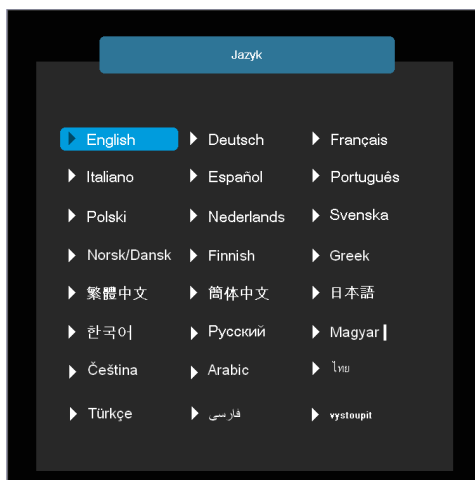 Jazyk
English Deutsch Français
Italiano Español Português
Polski Nederlands Svenska
Norsk/Dansk Finnish Greek
繁體中文 簡体中文 日本語
한국어 Русский Magyar
Čeština Arabic ไทย
Türkçe فارسی vystoupit